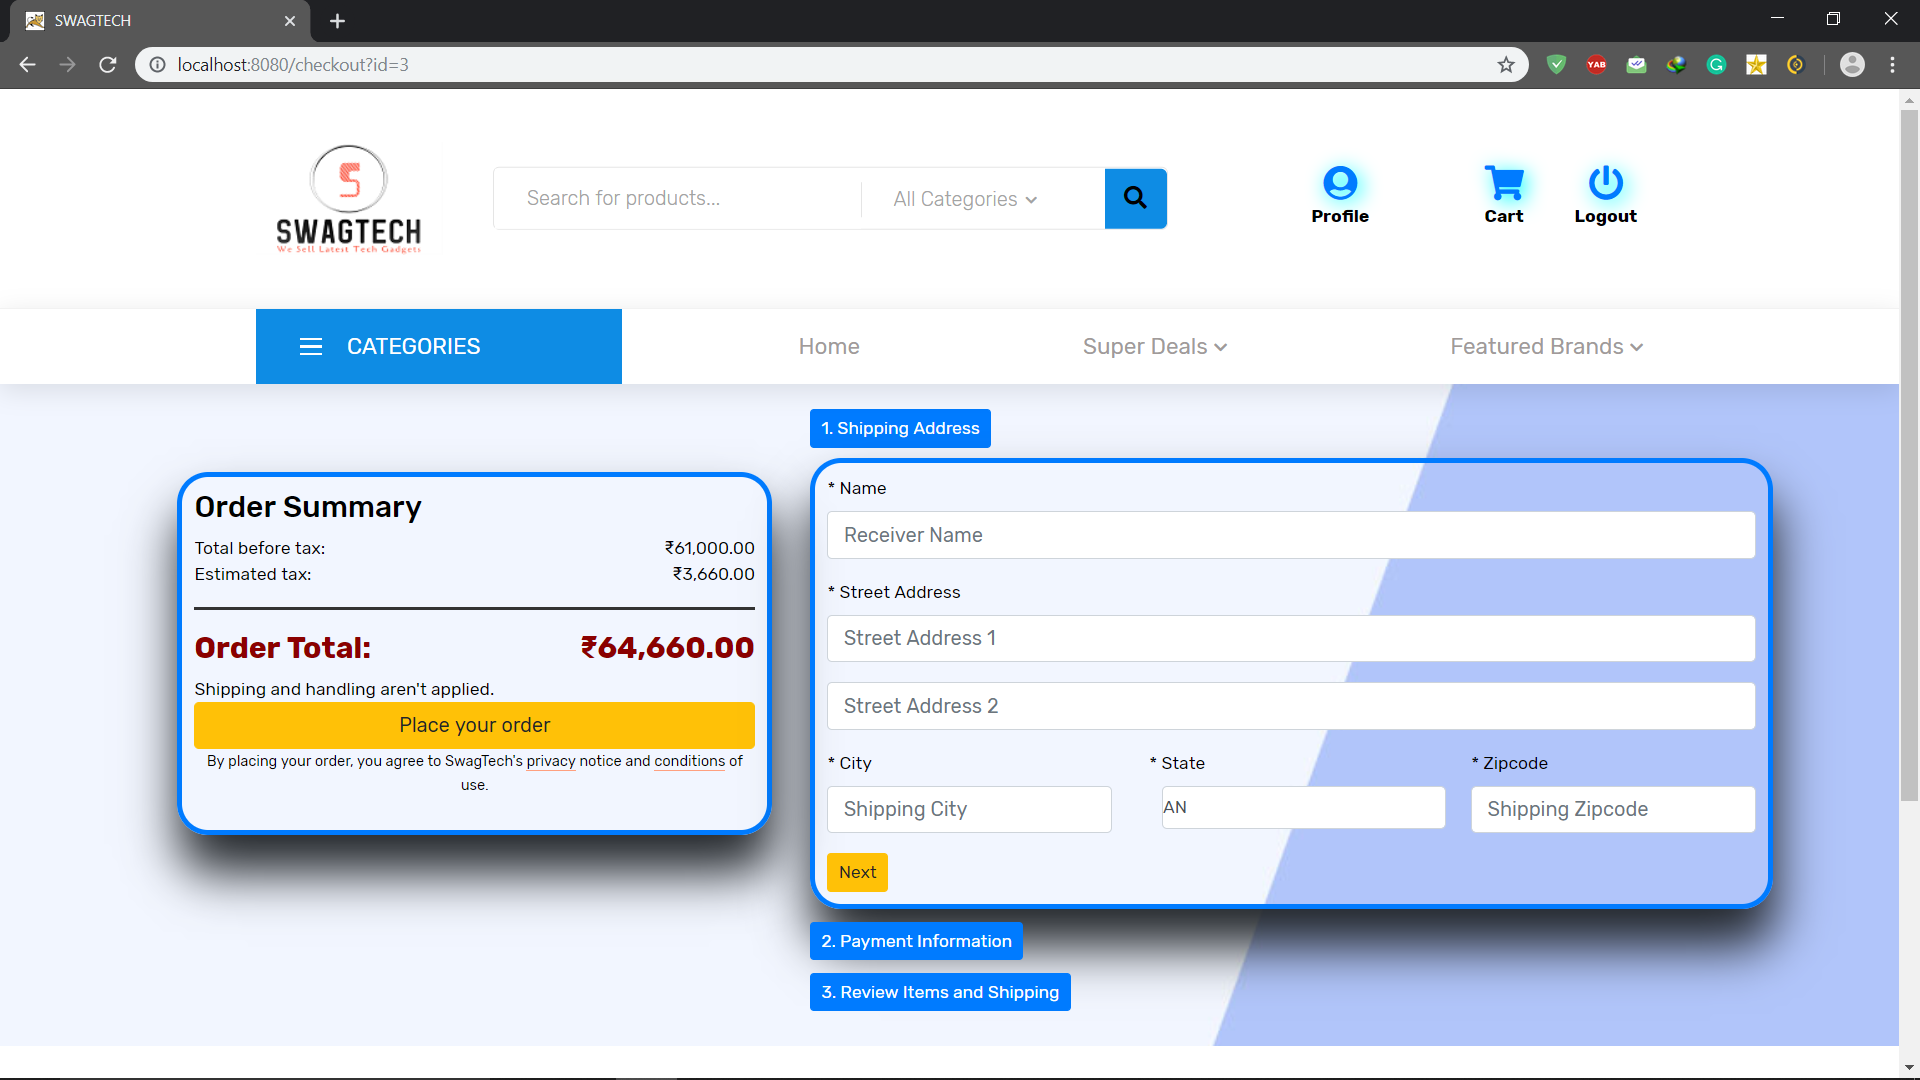 SWAGTECH
localhost:8080/checkout?id=3
YAB
S
SWAGTECH
We Sell Latest Tech Gadgets
Search for products...
All Categories
Profile
Cart
Logout
CATEGORIES
Home
Super Deals
Featured Brands
1. Shipping Address
Order Summary
Total before tax: ₹61,000.00
Estimated tax: ₹3,660.00
Order Total: ₹64,660.00
Shipping and handling aren't applied.
Place your order
By placing your order, you agree to SwagTech's privacy notice and conditions of
use.
* Name
Receiver Name
* Street Address
Street Address 1
Street Address 2
* City * State * Zipcode
Shipping City AN Shipping Zipcode
Next
2. Payment Information
3. Review Items and Shipping